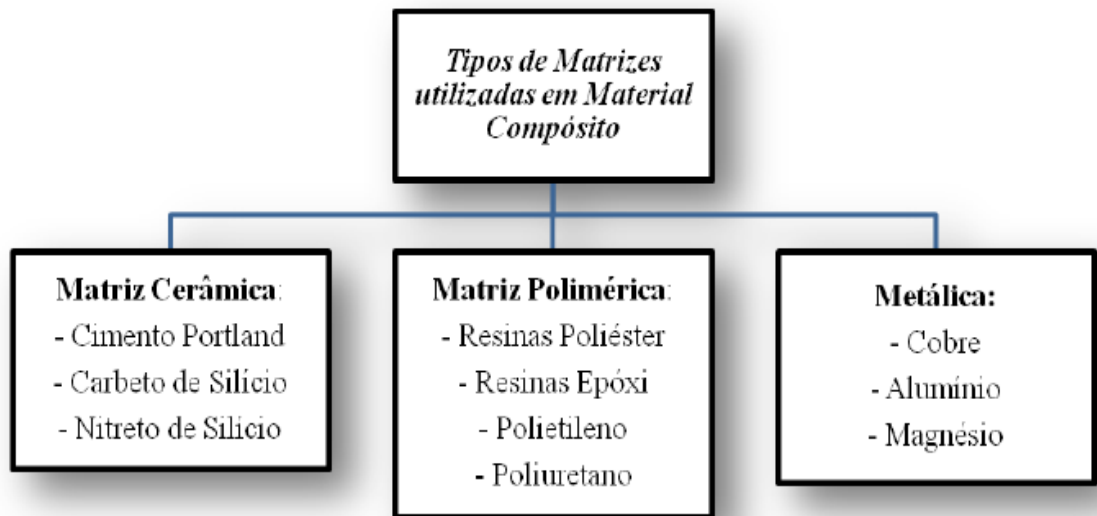 Tipos de Matrizes
utilizadas em Material
Compósito
Matriz Cerâmica:
- Cimento Portland
- Carbeto de Silício
- Nitreto de Silício
Matriz Polimérica:
- Resinas Poliéster
- Resinas Epóxi
- Polietileno
- Poliuretano
Metálica:
- Cobre
- Alumínio
- Magnésio